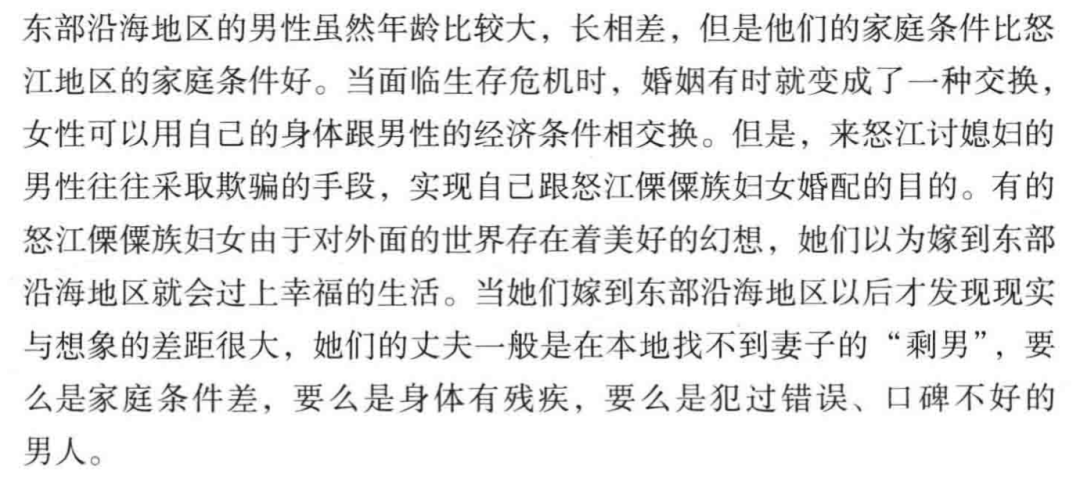 东部沿海地区的男性虽然年龄比较大，长相差，但是他们的家庭条件比怒
江地区的家庭条件好。当面临生存危机时，婚姻有时就变成了一种交换，
女性可以用自己的身体跟男性的经济条件相交换。但是，来怒江讨媳妇的
男性往往采取欺骗的手段，实现自己跟怒江傈僳族妇女婚配的目的。有的
怒江傈僳族妇女由于对外面的世界存在着美好的幻想，她们以为嫁到东部
沿海地区就会过上幸福的生活。当她们嫁到东部沿海地区以后才发现现实
与想象的差距很大，她们的丈夫一般是在本地找不到妻子的“剩男”，要
么是家庭条件差，要么是身体有残疾，要么是犯过错误、口碑不好的
男人。